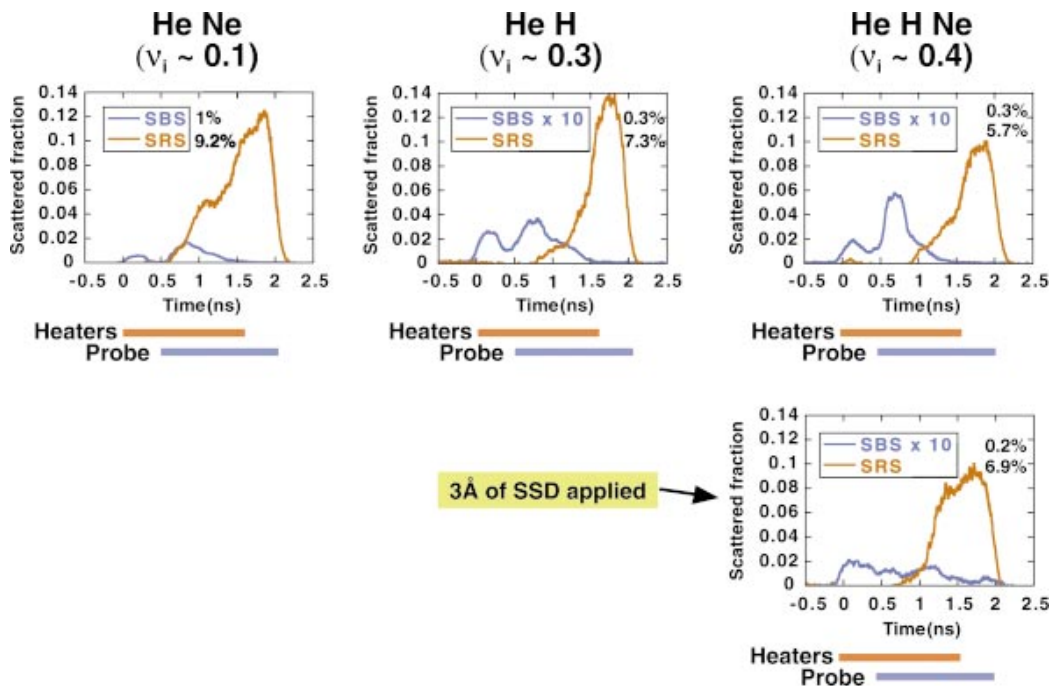 He Ne
(νi ~ 0.1)
0.14
0.12
0.1
0.08
0.06
0.04
0.02
0
Scattered fraction
SBS 1%
SRS 9.2%
-0.5 0 0.5 1 1.5 2 2.5
Time(ns)
Heaters
Probe
He H
(νi ~ 0.3)
0.14
0.12
0.1
0.08
0.06
0.04
0.02
0
Scattered fraction
SBS x 10 0.3%
SRS 7.3%
-0.5 0 0.5 1 1.5 2 2.5
Time(ns)
Heaters
Probe
He H Ne
(νi ~ 0.4)
0.14
0.12
0.1
0.08
0.06
0.04
0.02
0
Scattered fraction
SBS x 10 0.3%
SRS 5.7%
-0.5 0 0.5 1 1.5 2 2.5
Time(ns)
Heaters
Probe
3Å of SSD applied
0.14
0.12
0.1
0.08
0.06
0.04
0.02
0
Scattered fraction
SBS x 10 0.2%
SRS 6.9%
-0.5 0 0.5 1 1.5 2 2.5
Time(ns)
Heaters
Probe